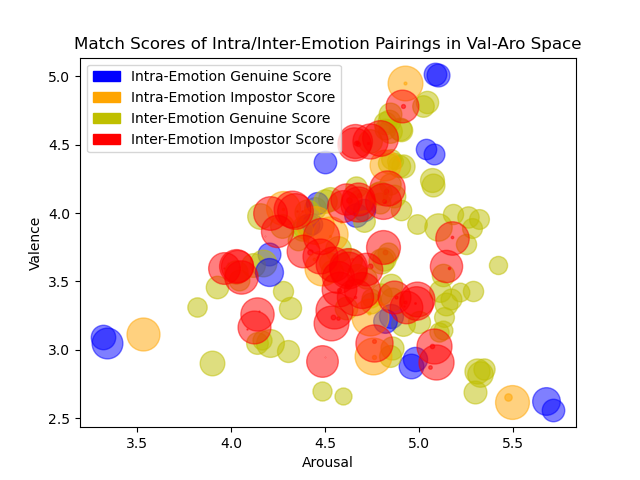 Match Scores of Intra/Inter-Emotion Pairings in Val-Aro Space
Intra-Emotion Genuine Score
Intra-Emotion Impostor Score
Inter-Emotion Genuine Score
Inter-Emotion Impostor Score
5.0
4.5
4.0
3.5
3.0
2.5
Valence
3.5 4.0 4.5 5.0 5.5
Arousal